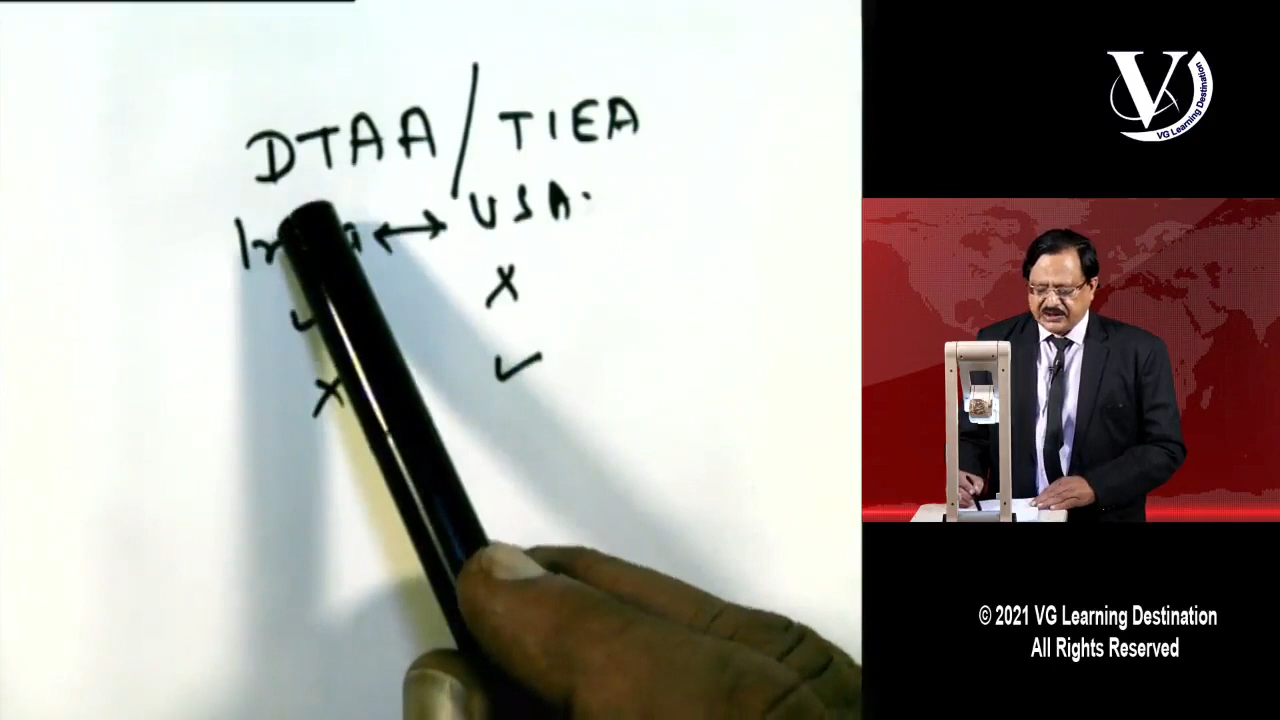 DTAA / TIEA
↔ USA.
✓ X
X ✓
V
VG Learning Destination
© 2021 VG Learning Destination
All Rights Reserved